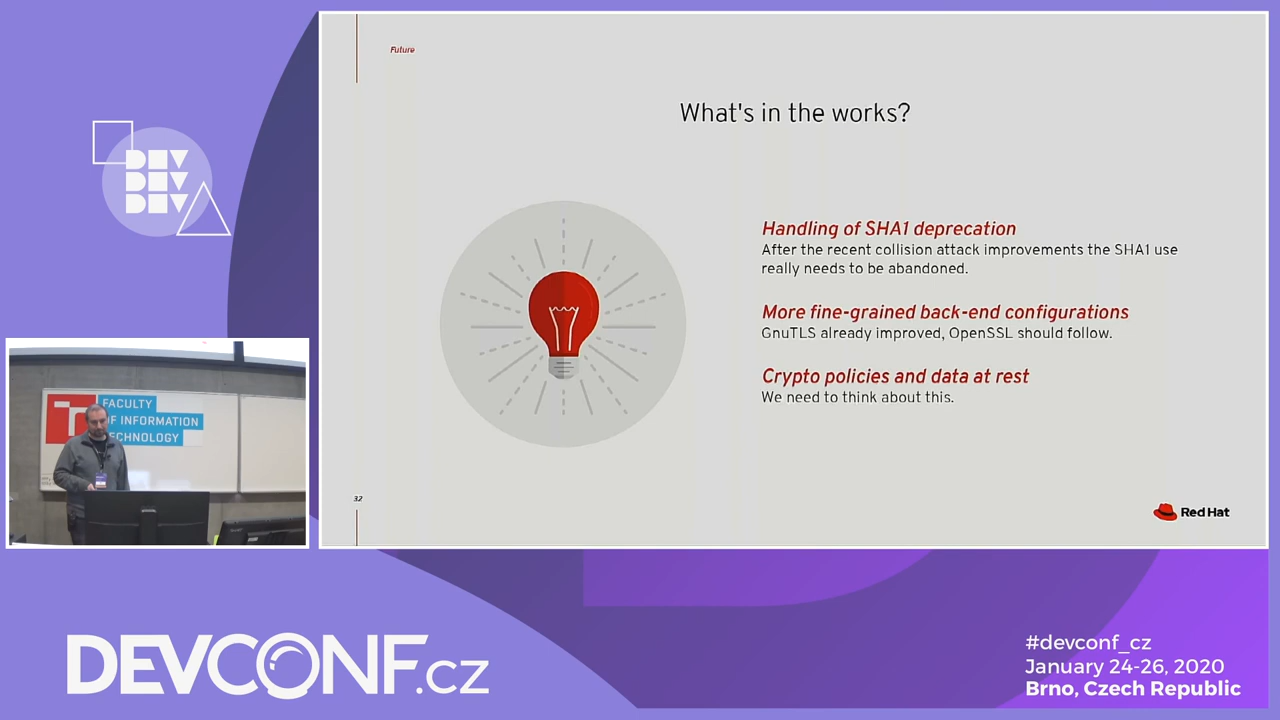 DEV
DEV
DEV
Future
What's in the works?
Handling of SHA1 deprecation
After the recent collision attack improvements the SHA1 use
really needs to be abandoned.
More fine-grained back-end configurations
GnuTLS already improved, OpenSSL should follow.
Crypto policies and data at rest
We need to think about this.
32
Red Hat
FACULTY
OF INFORMATION
TECHNOLOGY
DEVCONF.cz
#devconf_cz
January 24-26, 2020
Brno, Czech Republic